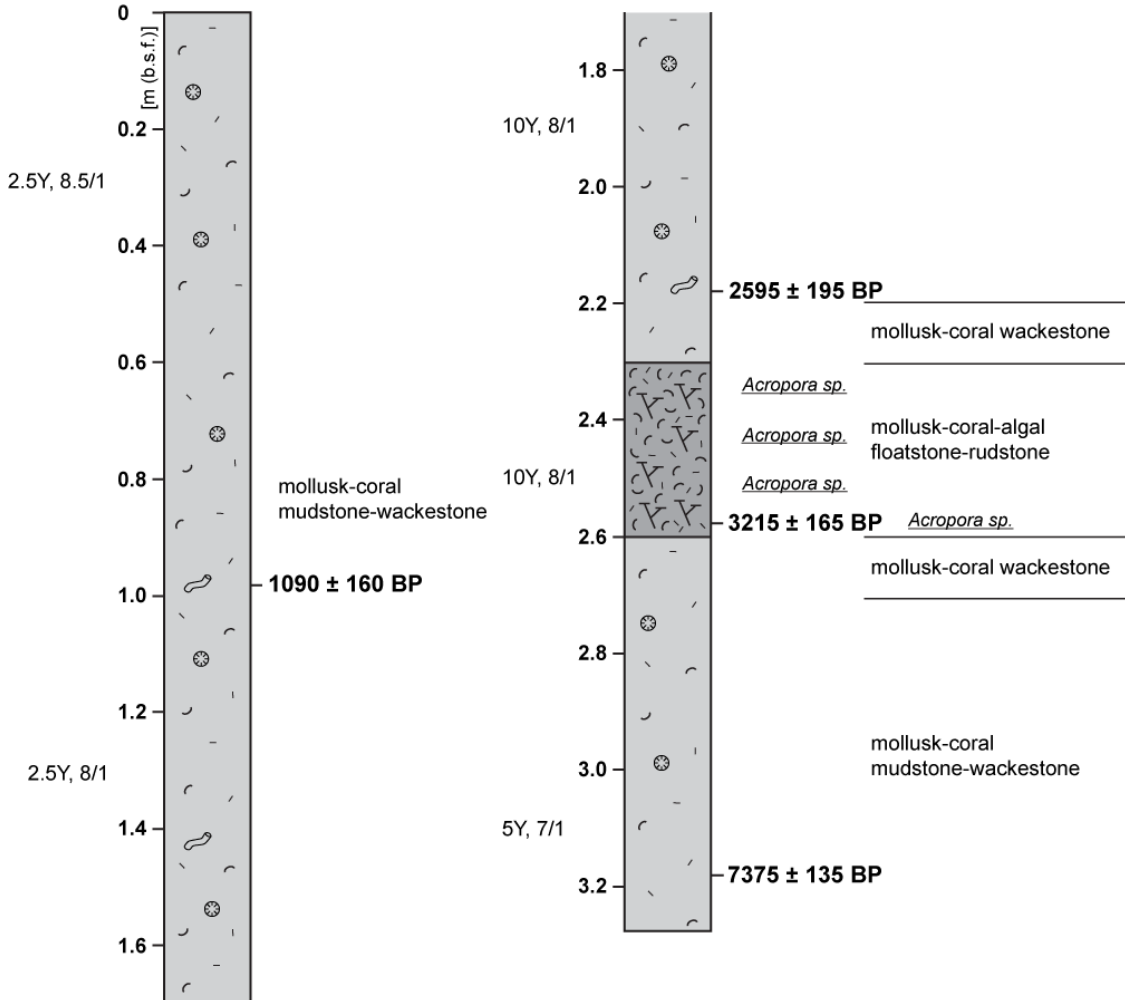 0
[m (b.s.f.)]
0.2
2.5Y, 8.5/1
0.4
0.6
0.8
mollusk-coral
mudstone-wackestone
1.0
1090 ± 160 BP
1.2
2.5Y, 8/1
1.4
1.6
1.8
10Y, 8/1
2.0
2595 ± 195 BP
2.2
mollusk-coral wackestone
Acropora sp.
2.4
mollusk-coral-algal
floatstone-rudstone
Acropora sp.
10Y, 8/1
Acropora sp.
3215 ± 165 BP
Acropora sp.
2.6
mollusk-coral wackestone
2.8
mollusk-coral
mudstone-wackestone
3.0
5Y, 7/1
7375 ± 135 BP
3.2